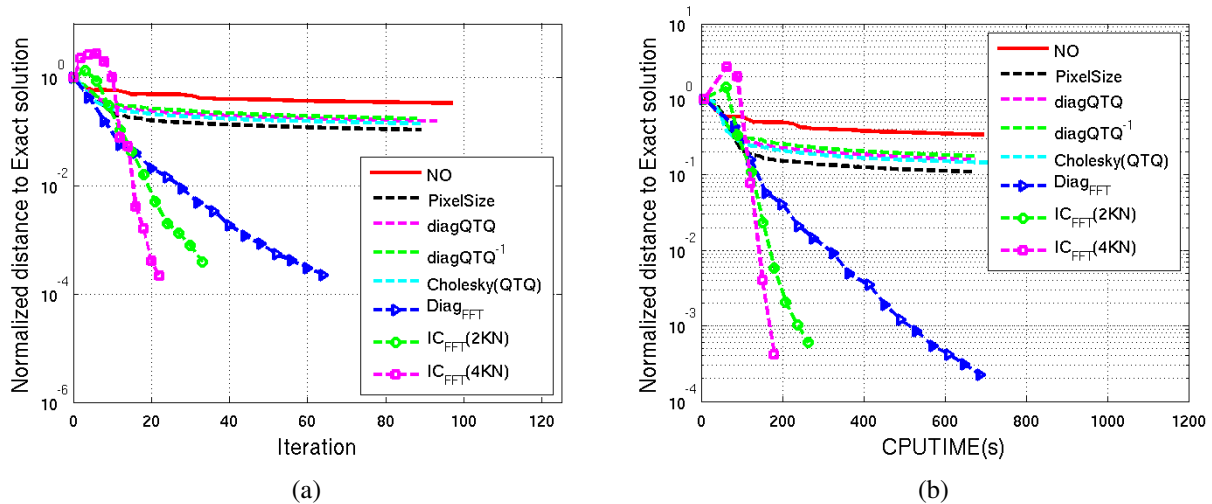 Normalized distance to Exact solution
10^0
10^-2
10^-4
10^-6
0 20 40 60 80 100 120
Iteration
NO
PixelSize
diagQTQ
diagQTQ^-1
Cholesky(QTQ)
Diag_FFT
IC_FFT(2KN)
IC_FFT(4KN)
(a)
Normalized distance to Exact solution
10^1
10^0
10^-1
10^-2
10^-3
10^-4
0 200 400 600 800 1000 1200
CPUTIME(s)
NO
PixelSize
diagQTQ
diagQTQ^-1
Cholesky(QTQ)
Diag_FFT
IC_FFT(2KN)
IC_FFT(4KN)
(b)